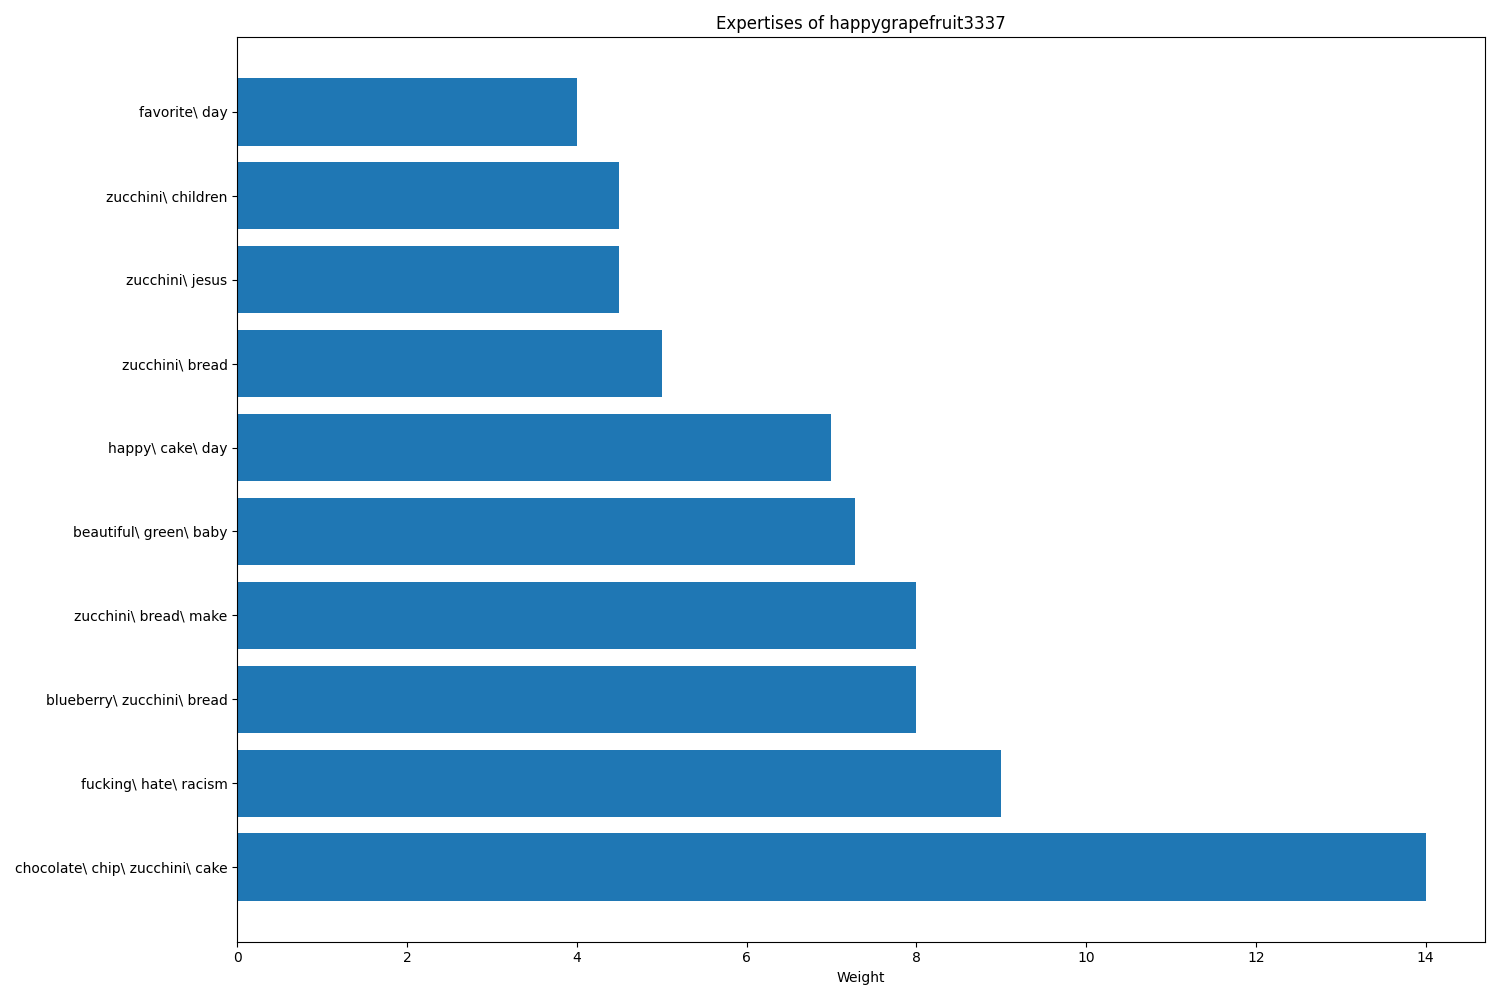 Expertises of happygrapefruit3337
favorite\ day
zucchini\ children
zucchini\ jesus
zucchini\ bread
happy\ cake\ day
beautiful\ green\ baby
zucchini\ bread\ make
blueberry\ zucchini\ bread
fucking\ hate\ racism
chocolate\ chip\ zucchini\ cake
0 2 4 6 8 10 12 14
Weight